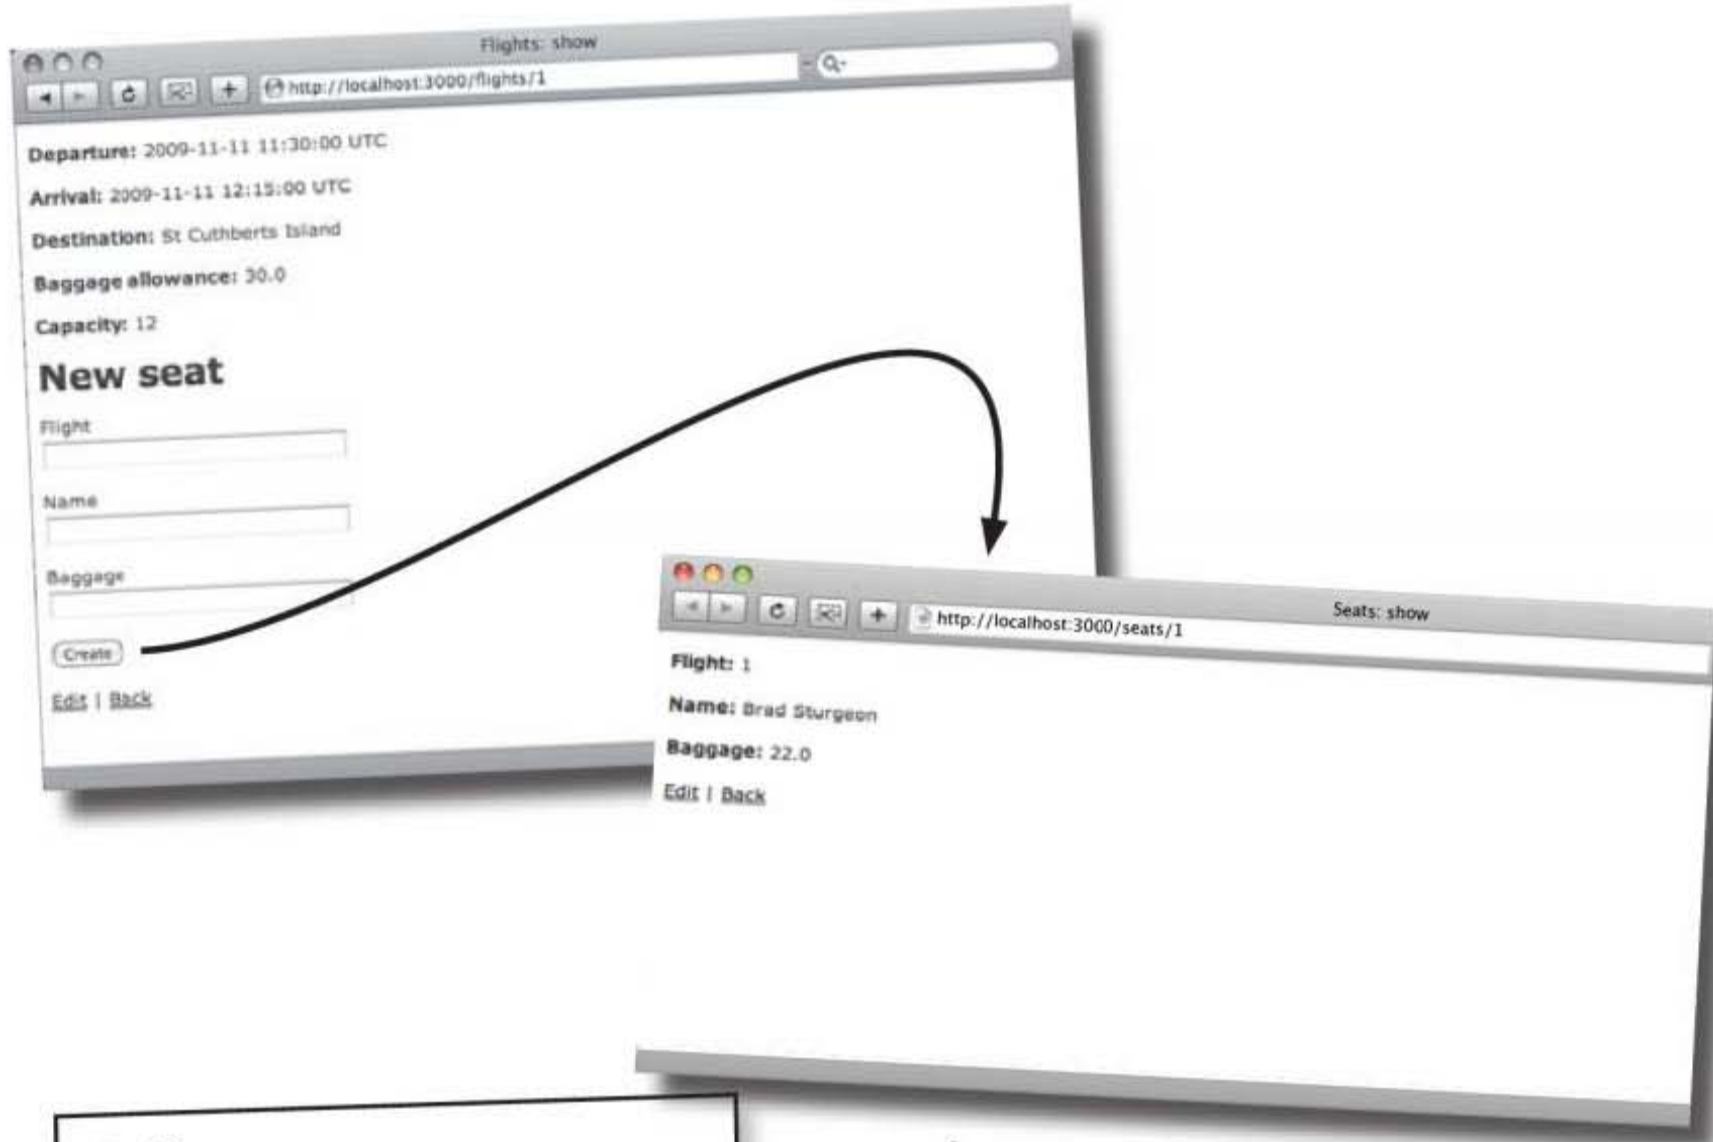 Flights: show
http://localhost:3000/flights/1
Departure: 2009-11-11 11:30:00 UTC
Arrival: 2009-11-11 12:15:00 UTC
Destination: St Cuthberts Island
Baggage allowance: 30.0
Capacity: 12
New seat
Flight
Name
Baggage
Create
Edit | Back
Seats: show
http://localhost:3000/seats/1
Flight: 1
Name: Brad Sturgeon
Baggage: 22.0
Edit | Back